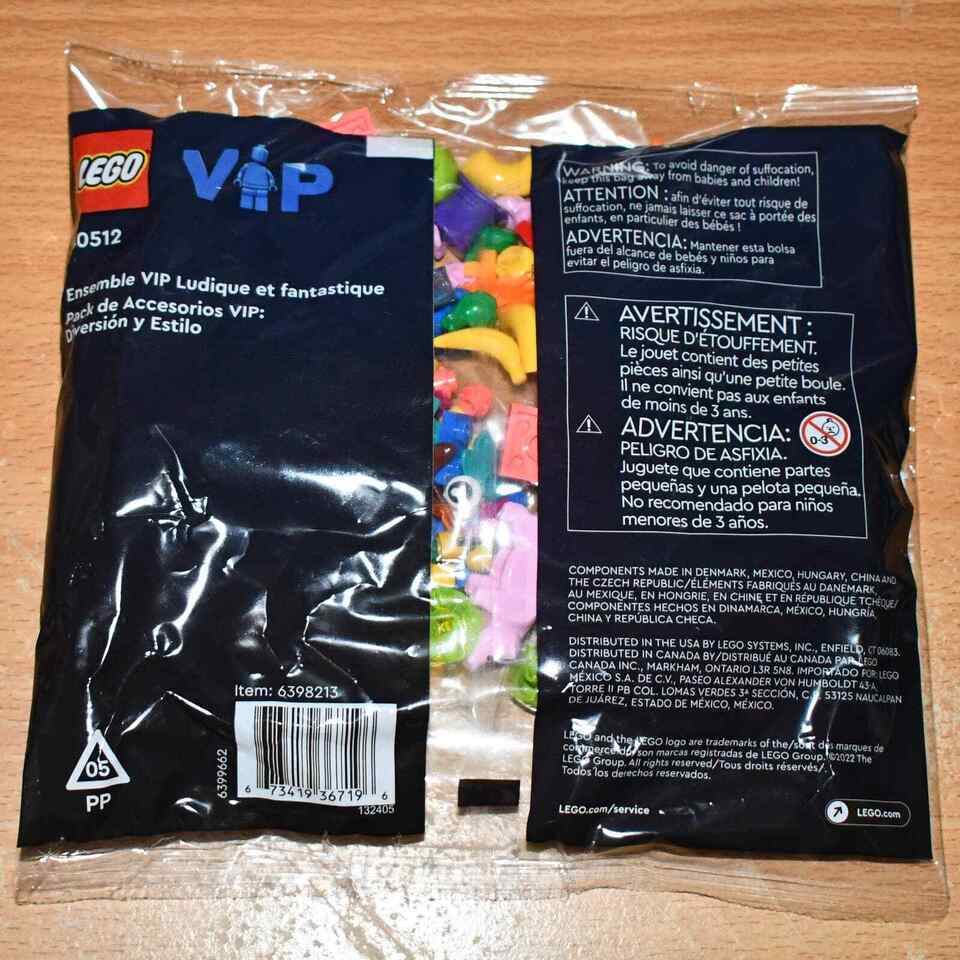 LEGO
VIP
0512
Ensemble VIP Ludique et fantastique
Pack de Accesorios VIP:
Diversión y Estilo
Item: 6398213
6399662
6 73419 36719 6
132405
05
PP
WARNING: To avoid danger of suffocation,
keep this bag away from babies and children!
ATTENTION : afin d'éviter tout risque de
suffocation, ne jamais laisser ce sac à portée des
enfants, en particulier des bébés !
ADVERTENCIA: Mantener esta bolsa
fuera del alcance de bebés y niños para
evitar el peligro de asfixia.
AVERTISSEMENT :
RISQUE D'ÉTOUFFEMENT.
Le jouet contient des petites
pièces ainsi qu'une petite boule.
Il ne convient pas aux enfants
de moins de 3 ans.
ADVERTENCIA:
PELIGRO DE ASFIXIA.
Juguete que contiene partes
pequeñas y una pelota pequeña.
No recomendado para niños
menores de 3 años.
0-3
COMPONENTS MADE IN DENMARK, MEXICO, HUNGARY, CHINA AND
THE CZECH REPUBLIC/ÉLÉMENTS FABRIQUÉS AU DANEMARK,
AU MEXIQUE, EN HONGRIE, EN CHINE ET EN RÉPUBLIQUE TCHÈQUE/
COMPONENTES HECHOS EN DINAMARCA, MÉXICO, HUNGRÍA,
CHINA Y REPÚBLICA CHECA.
DISTRIBUTED IN THE USA BY LEGO SYSTEMS, INC., ENFIELD, CT 06083.
DISTRIBUTED IN CANADA BY/DISTRIBUÉ AU CANADA PAR LEGO
CANADA INC., MARKHAM, ONTARIO L3R 5N8. IMPORTADO POR: LEGO
MÉXICO S.A. DE C.V., PASEO ALEXANDER VON HUMBOLDT 43-A,
TORRE II PB COL. LOMAS VERDES 3ª SECCIÓN, C.P. 53125 NAUCALPAN
DE JUÁREZ, ESTADO DE MÉXICO, MÉXICO.
LEGO and the LEGO logo are trademarks of the/sont des marques de
commerce du/son marcas registradas de LEGO Group. ©2022 The
LEGO Group. All rights reserved/Tous droits réservés/
Todos los derechos reservados.
LEGO.com/service
LEGO.com